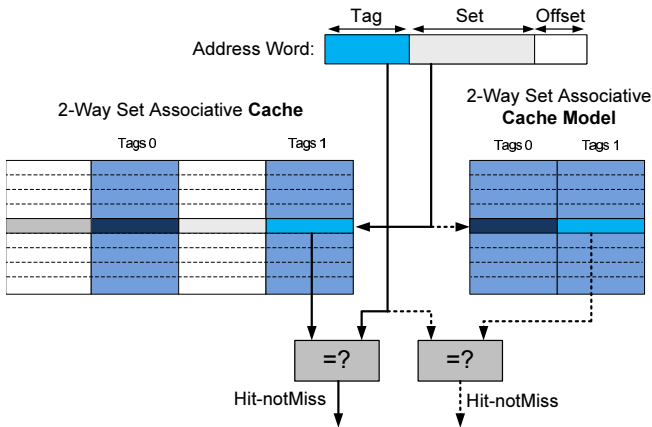 Tag Set Offset
Address Word:
2-Way Set Associative Cache
2-Way Set Associative
Cache Model
Tags 0 Tags 1
Tags 0 Tags 1
=? =?
Hit-notMiss Hit-notMiss